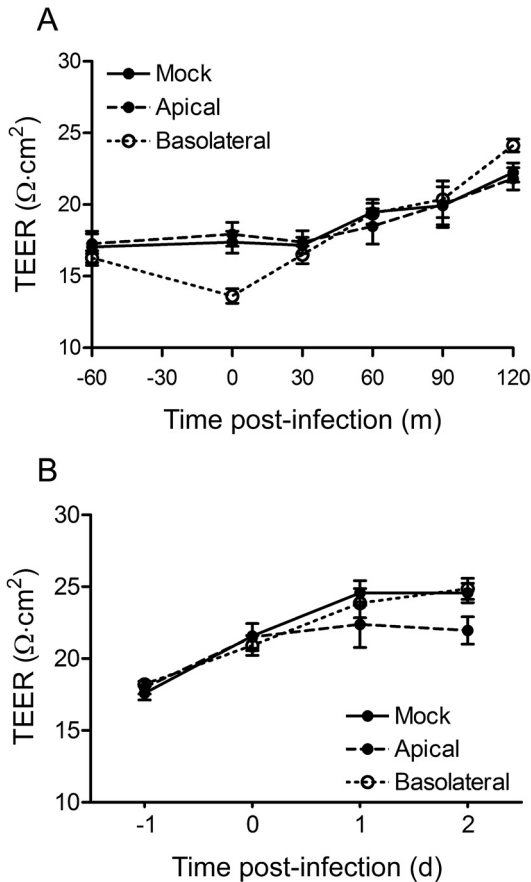 A
30
25
20
15
10
TEER (Ω·cm²)
Mock
Apical
Basolateral
-60 -30 0 30 60 90 120
Time post-infection (m)
B
30
25
20
15
10
TEER (Ω·cm²)
Mock
Apical
Basolateral
-1 0 1 2
Time post-infection (d)